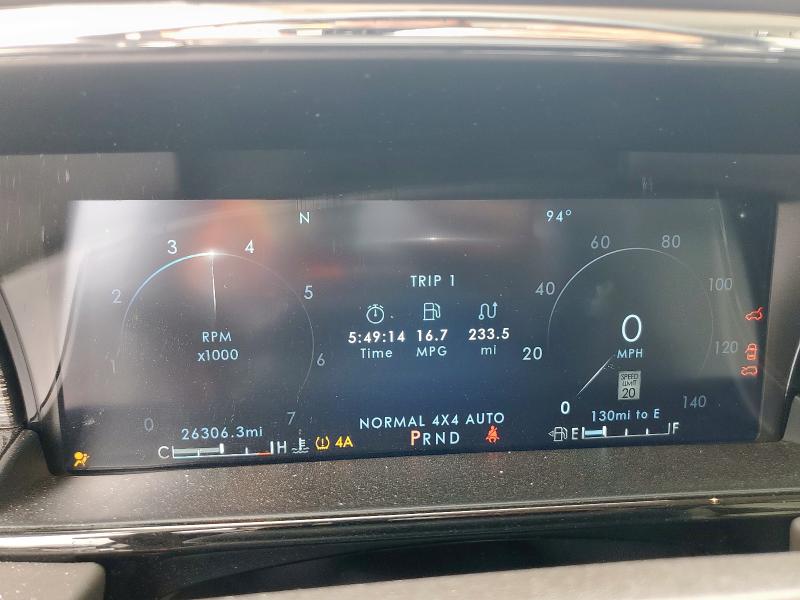 N
94°
3
4
60
80
2
5
TRIP 1
40
100
5:49:14 16.7 233.5
Time MPG mi
RPM
x1000
0
MPH
1
6
20
120
SPEED
LIMIT
20
0
7
0
130mi to E
140
26306.3mi
NORMAL 4X4 AUTO
C H
4A
PRND
E F